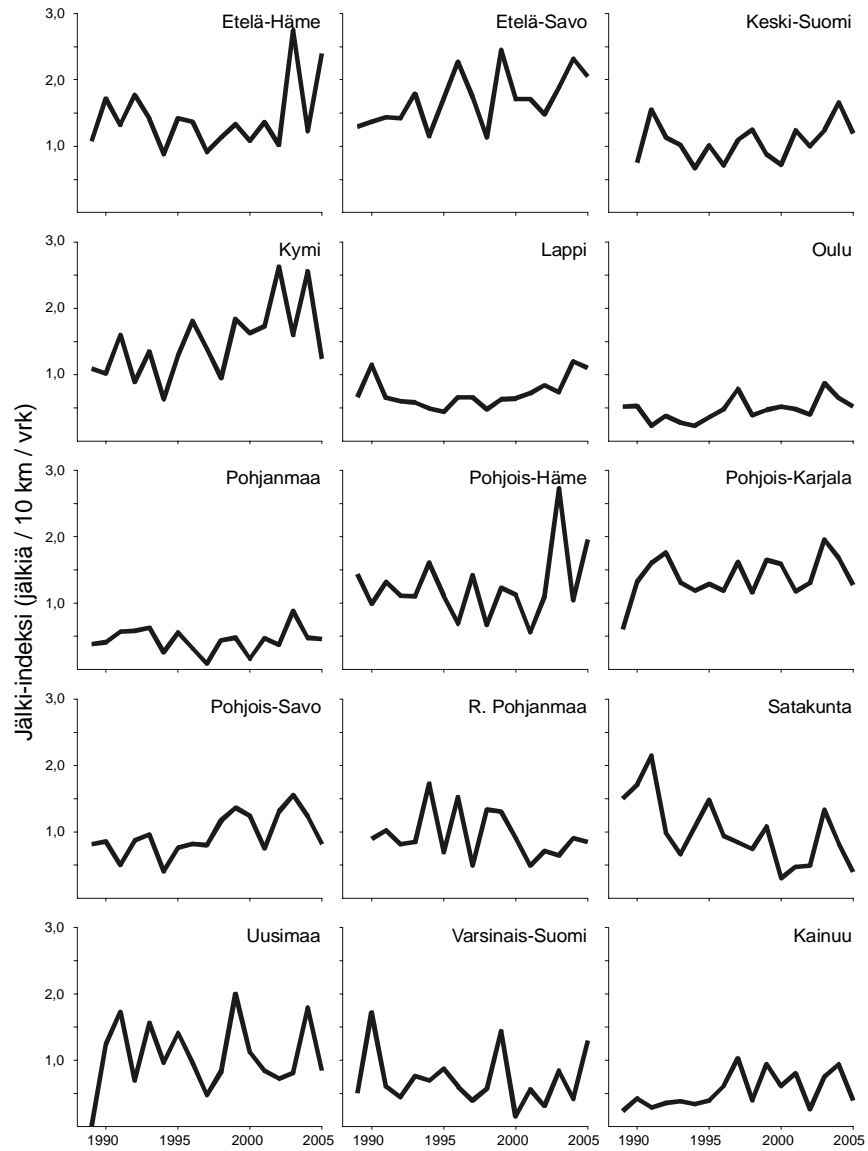 Jälki-indeksi (jälkiä / 10 km / vrk)
3,0
2,0
1,0
Etelä-Häme
Etelä-Savo
Keski-Suomi
3,0
2,0
1,0
Kymi
Lappi
Oulu
3,0
2,0
1,0
Pohjanmaa
Pohjois-Häme
Pohjois-Karjala
3,0
2,0
1,0
Pohjois-Savo
R. Pohjanmaa
Satakunta
3,0
2,0
1,0
Uusimaa
Varsinais-Suomi
Kainuu
1990 1995 2000 2005
1990 1995 2000 2005
1990 1995 2000 2005